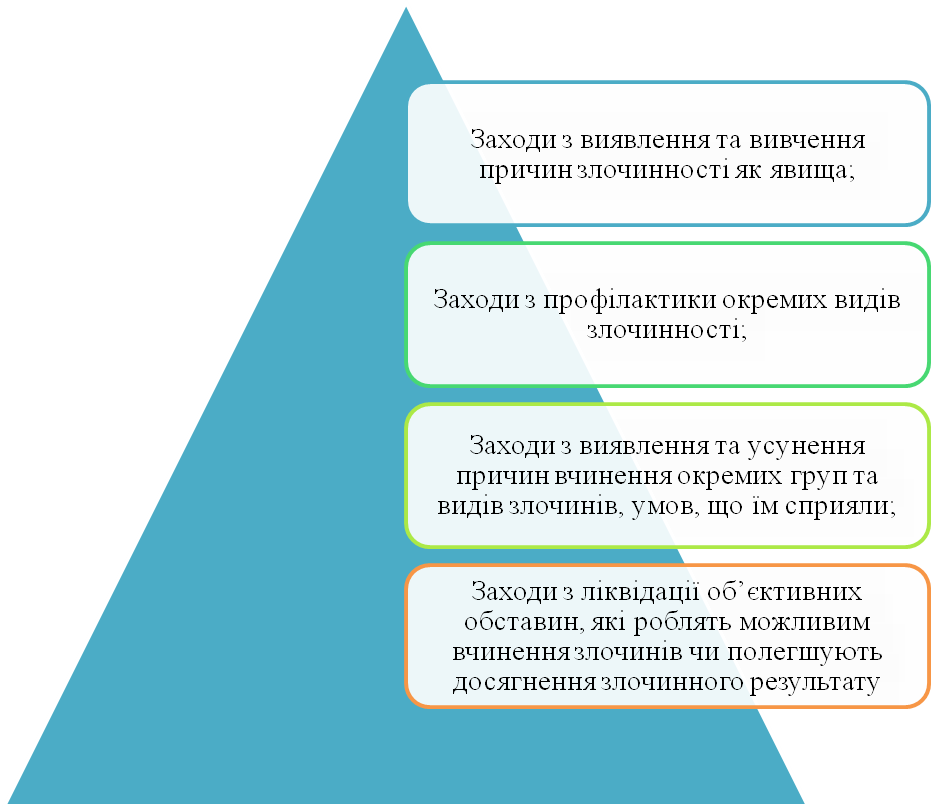 Заходи з виявлення та вивчення
причин злочинності як явища;
Заходи з профілактики окремих видів
злочинності;
Заходи з виявлення та усунення
причин вчинення окремих груп та
видів злочинів, умов, що їм сприяли;
Заходи з ліквідації об’єктивних
обставин, які роблять можливим
вчинення злочинів чи полегшують
досягнення злочинного результату